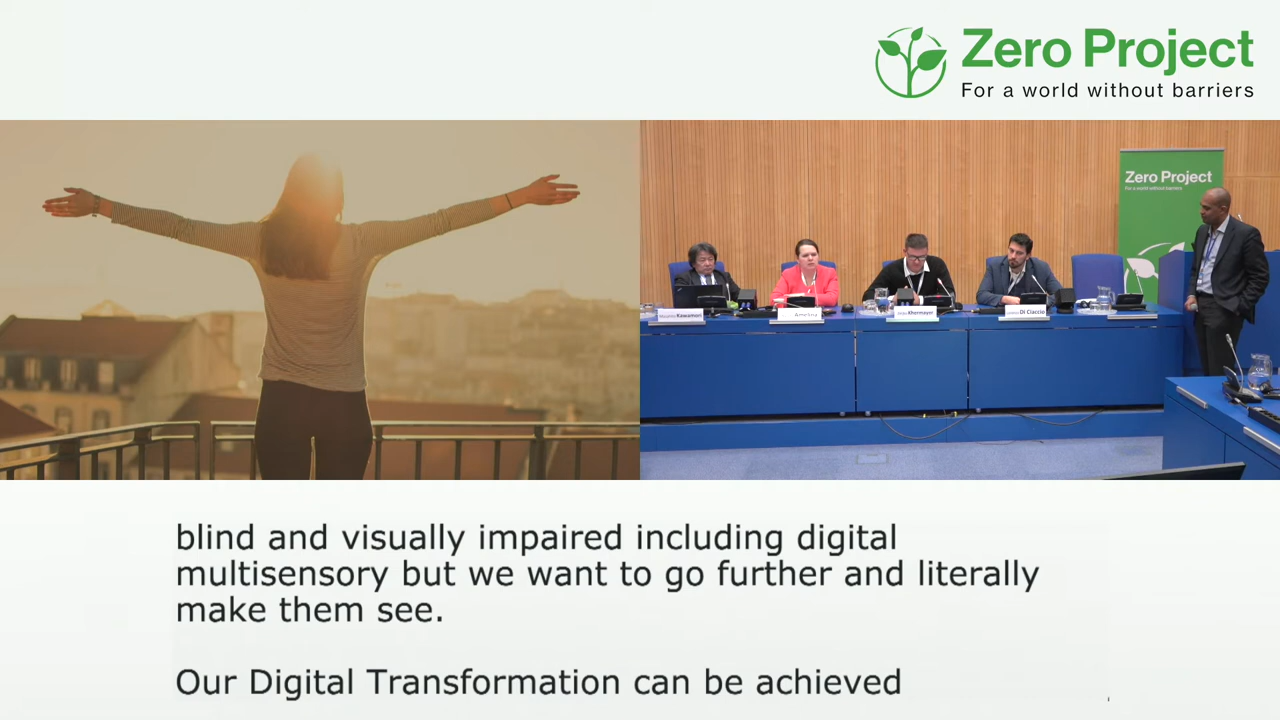 Zero Project
For a world without barriers
Zero Project
For a world without barriers
Kawamori
Amelina
Di Ciaccio
blind and visually impaired including digital
multisensory but we want to go further and literally
make them see.
Our Digital Transformation can be achieved